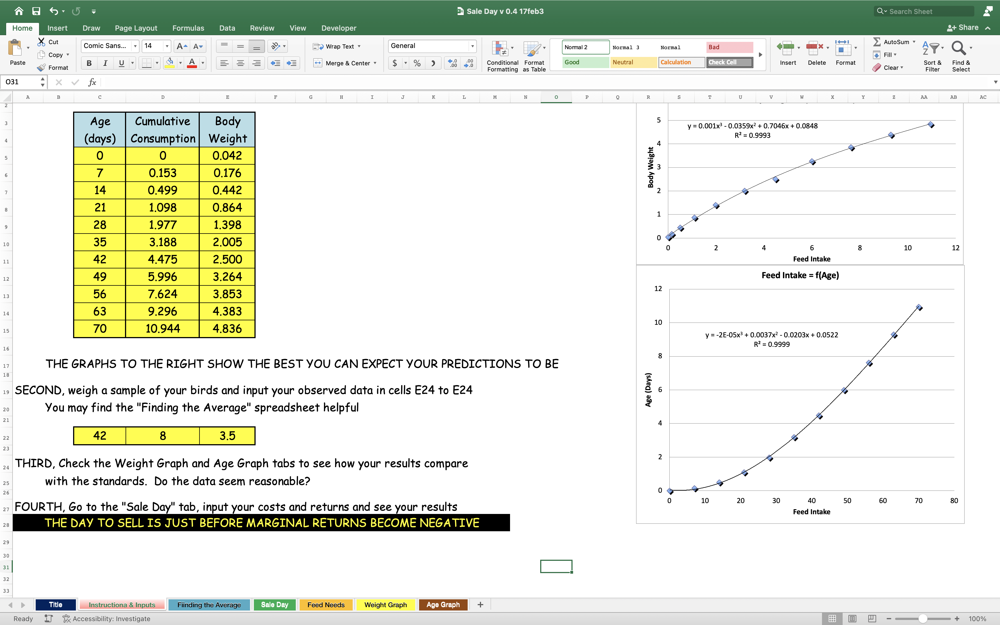 Sale Day v 0.4 17feb3
Search Sheet
Home Insert Draw Page Layout Formulas Data Review View Developer
Share
Paste
Cut
Copy
Format
Comic Sans... 14
B I U
Wrap Text
Merge & Center
General
$ %
Conditional Formatting
Format as Table
Normal 2 Normal 3 Normal Bad
Good Neutral Calculation Check Cell
Insert Delete Format
AutoSum
Fill
Clear
Sort & Filter
Find & Select
O31
fx
A B C D E F G H I J K L M N O P Q R S T U V W X Y Z AA AB AC
2
3 Age Cumulative Body
4 (days) Consumption Weight
5 0 0 0.042
6 7 0.153 0.176
7 14 0.499 0.442
8 21 1.098 0.864
9 28 1.977 1.398
10 35 3.188 2.005
11 42 4.475 2.500
12 49 5.996 3.264
13 56 7.624 3.853
14 63 9.296 4.383
15 70 10.944 4.836
16
17 THE GRAPHS TO THE RIGHT SHOW THE BEST YOU CAN EXPECT YOUR PREDICTIONS TO BE
18
19 SECOND, weigh a sample of your birds and input your observed data in cells E24 to E24
20 You may find the "Finding the Average" spreadsheet helpful
21
22 42 8 3.5
23
24 THIRD, Check the Weight Graph and Age Graph tabs to see how your results compare
25 with the standards. Do the data seem reasonable?
26
27 FOURTH, Go to the "Sale Day" tab, input your costs and returns and see your results
28 THE DAY TO SELL IS JUST BEFORE MARGINAL RETURNS BECOME NEGATIVE
29
30
31
32
33
y = 0.001x³ - 0.0359x² + 0.7046x + 0.0848
R² = 0.9993
Body Weight
5
4
3
2
1
0
0 2 4 6 8 10 12
Feed Intake
Feed Intake = f(Age)
y = -2E-05x³ + 0.0037x² - 0.0203x + 0.0522
R² = 0.9999
Age (Days)
12
10
8
6
4
2
0
0 10 20 30 40 50 60 70 80
Feed Intake
Title Instructiona & Inputs Fiinding the Average Sale Day Feed Needs Weight Graph Age Graph +
Ready Accessibility: Investigate
100%